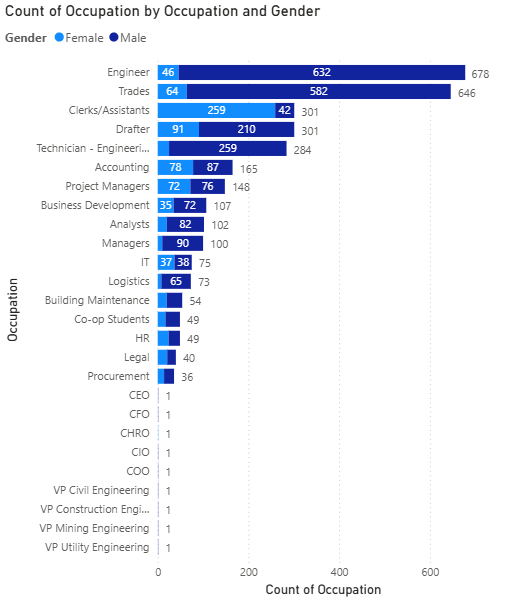 Count of Occupation by Occupation and Gender
Gender Female Male
Engineer 46 632 678
Trades 64 582 646
Clerks/Assistants 259 42 301
Drafter 91 210 301
Technician - Engineeri... 259 284
Accounting 78 87 165
Project Managers 72 76 148
Business Development 35 72 107
Analysts 82 102
Managers 90 100
IT 37 38 75
Logistics 65 73
Building Maintenance 54
Co-op Students 49
HR 49
Legal 40
Procurement 36
CEO 1
CFO 1
CHRO 1
CIO 1
COO 1
VP Civil Engineering 1
VP Construction Engi... 1
VP Mining Engineering 1
VP Utility Engineering 1
0 200 400 600
Count of Occupation
Occupation